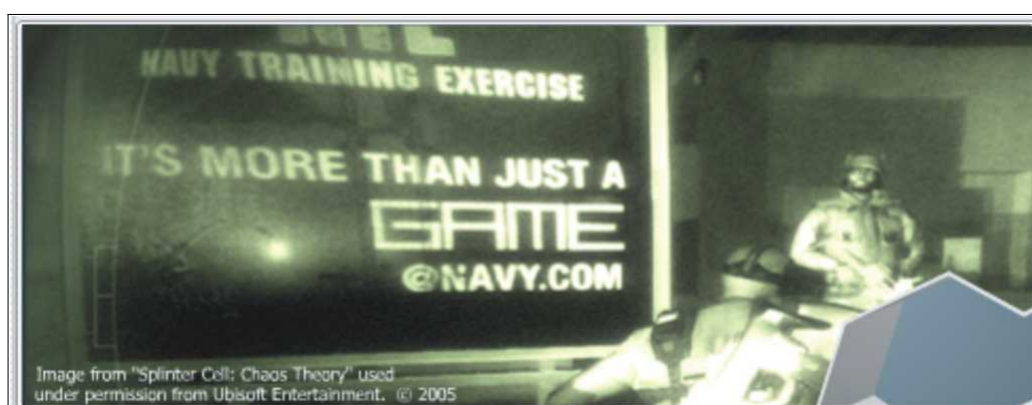 NAVY TRAINING EXERCISE
IT'S MORE THAN JUST A
GAME
@NAVY.COM
Image from "Splinter Cell: Chaos Theory" used
under permission from Ubisoft Entertainment. © 2005